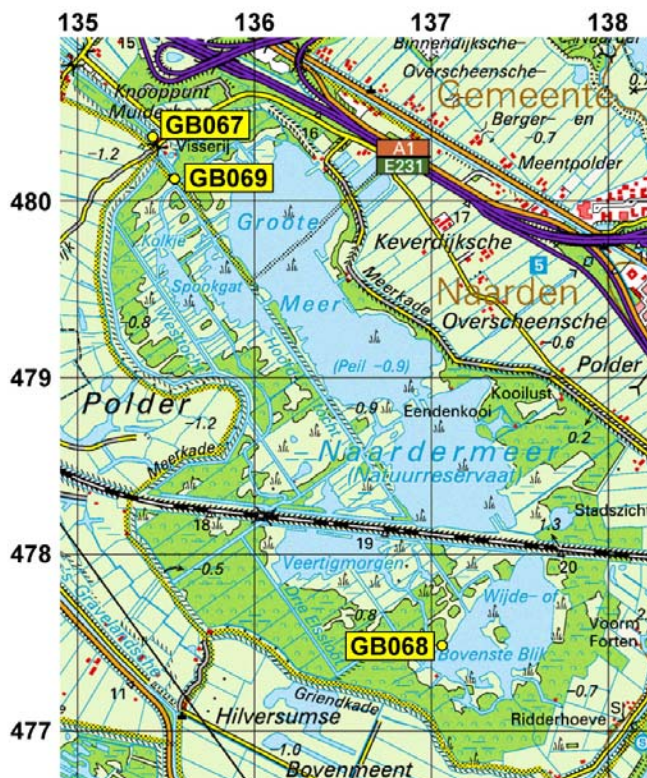 135 136 137 138
15
Binnendijksche-
Overscheensche-
Gemeente
Knooppunt
GB067
Visserij
16
Berger- en
-0.7
Meentpolder
A1
E231
-1.2
480
GB069
Groote
17
Kolkje
Keverdijksche
Spookgat
5
Naarden
Meerkade
Meer
Overscheensche
-0.6
0.8
(Peil -0.9)
Polder
479
Kooilust
Polder
-0.9
Eendenkooi
0.2
-1.2
Naardermeer
Meerkade
(Natuurreservaat)
Stadszicht
18
1.3
478
19
20
-0.5
Veertigmorgen
Wijde- of
-0.8
Voorm
Forten
GB068
Bovenste Blik
11
-0.7
Griendkade
477
Hilversumse
Ridderhoeve
-1.0
Bovenmeent